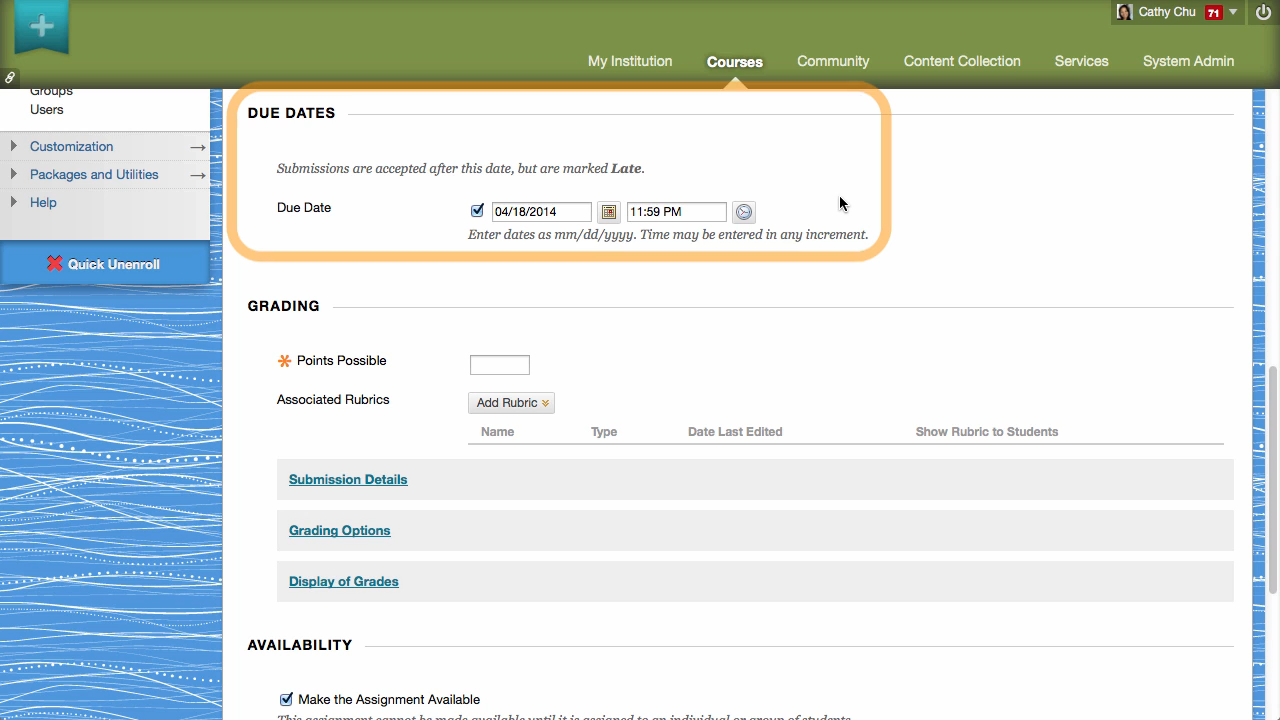 Cathy Chu 71
My Institution Courses Community Content Collection Services System Admin
Groups
Users
Customization
Packages and Utilities
Help
Quick Unenroll
DUE DATES
Submissions are accepted after this date, but are marked Late.
Due Date 04/18/2014 11:59 PM
Enter dates as mm/dd/yyyy. Time may be entered in any increment.
GRADING
Points Possible
Associated Rubrics Add Rubric
Name Type Date Last Edited Show Rubric to Students
Submission Details
Grading Options
Display of Grades
AVAILABILITY
Make the Assignment Available
This assignment cannot be made available until it is assigned to an individual or group of students.